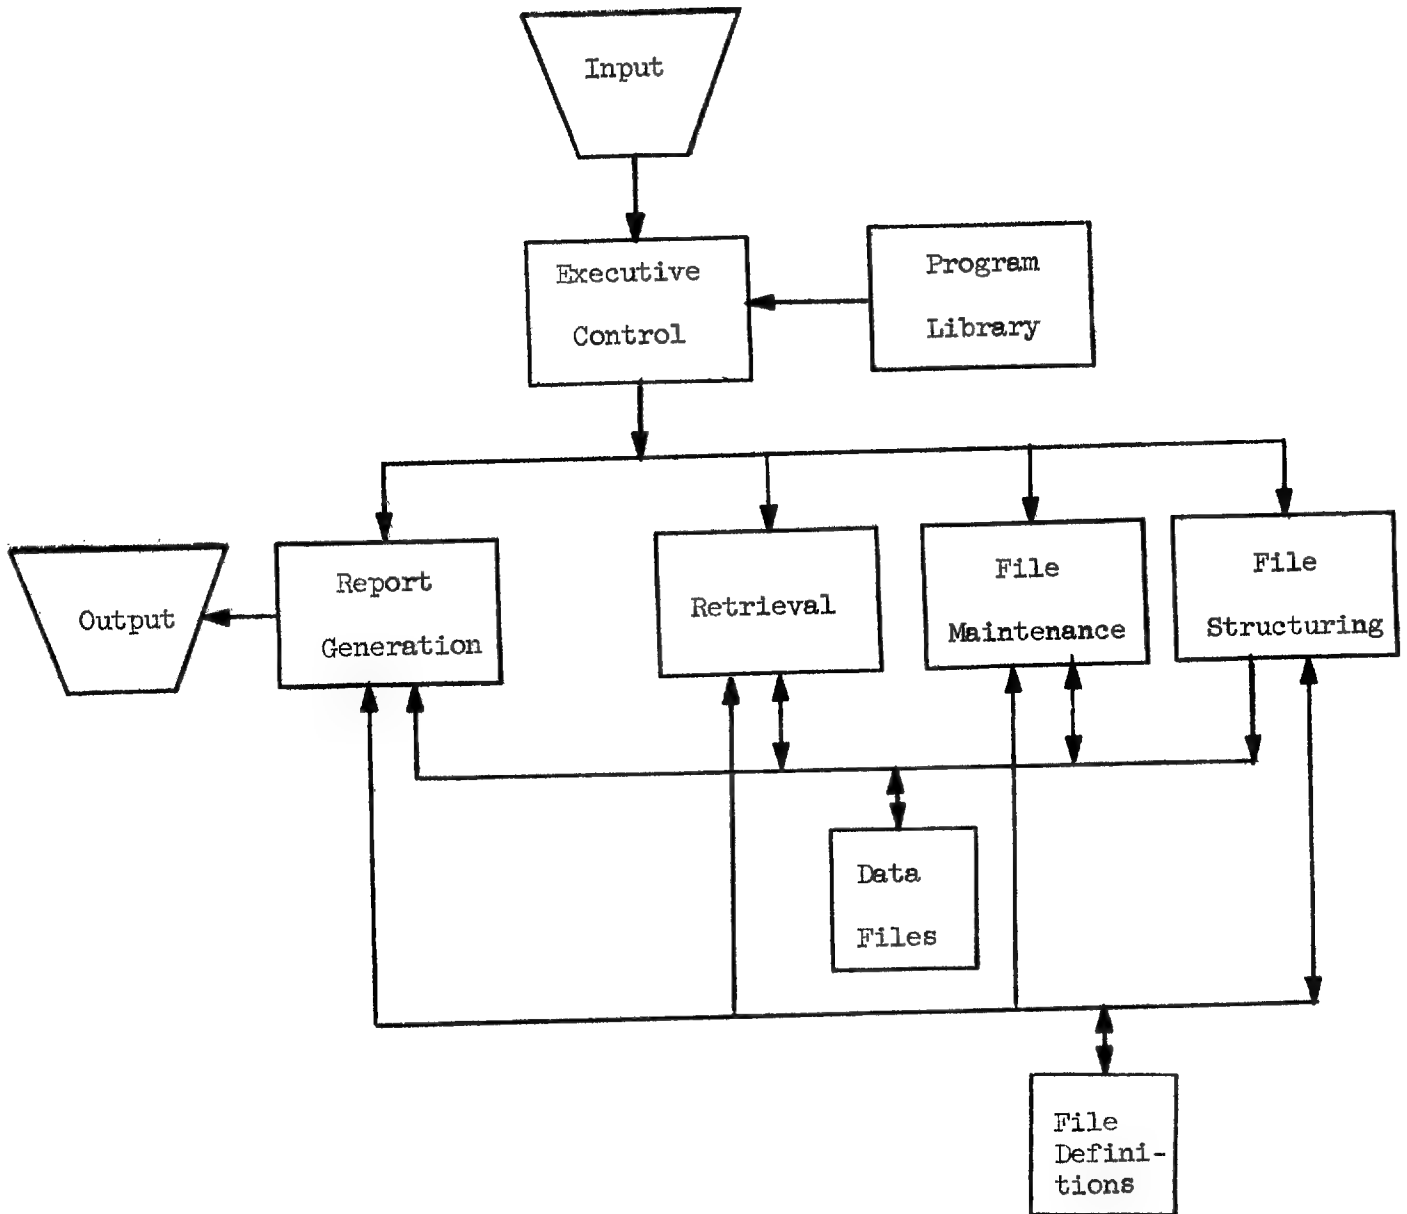 Input
Executive
Control
Program
Library
Report
Generation
Output
Retrieval
File
Maintenance
File
Structuring
Data
Files
File
Defini-
tions